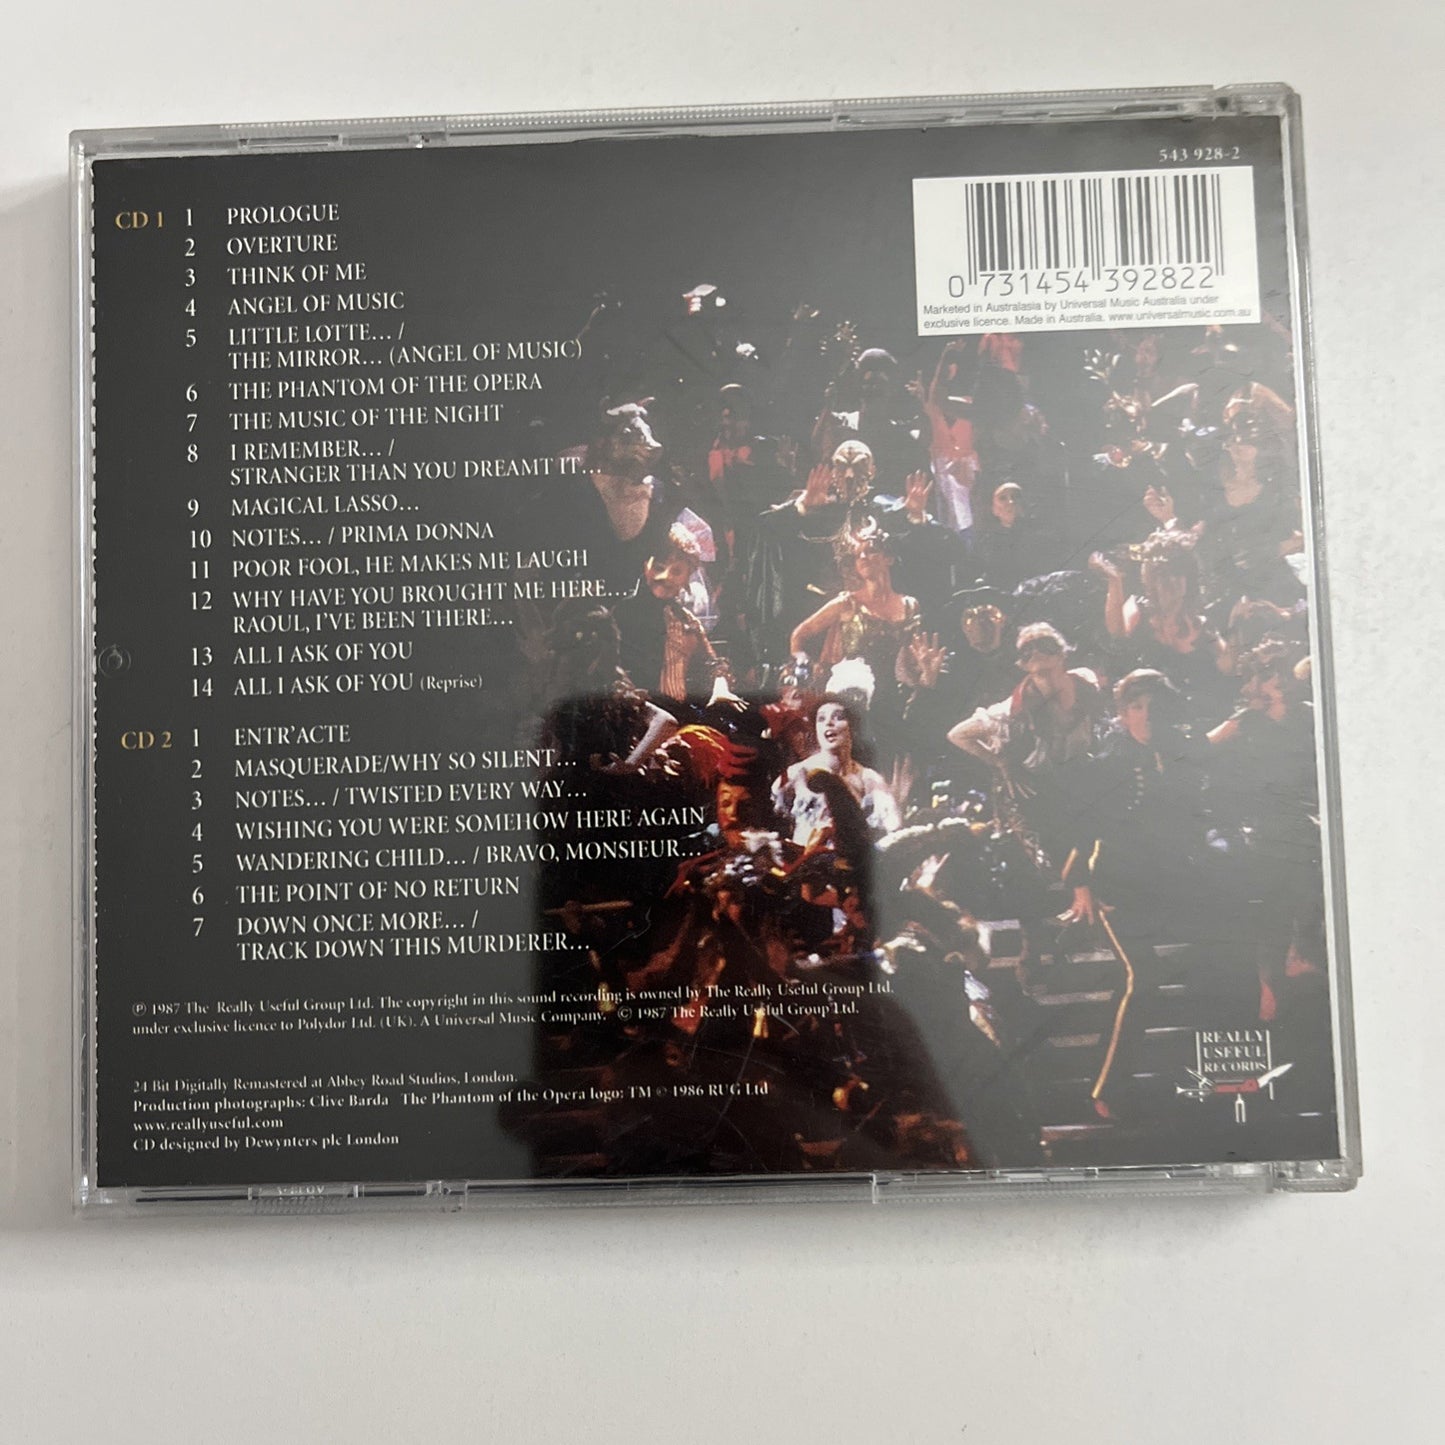 543 928-2
0 731454 392822
Marketed in Australasia by Universal Music Australia under
exclusive licence. Made in Australia. www.universalmusic.com.au
CD 1 1 PROLOGUE
2 OVERTURE
3 THINK OF ME
4 ANGEL OF MUSIC
5 LITTLE LOTTE... /
THE MIRROR... (ANGEL OF MUSIC)
6 THE PHANTOM OF THE OPERA
7 THE MUSIC OF THE NIGHT
8 I REMEMBER... /
STRANGER THAN YOU DREAMT IT...
9 MAGICAL LASSO...
10 NOTES... / PRIMA DONNA
11 POOR FOOL, HE MAKES ME LAUGH
12 WHY HAVE YOU BROUGHT ME HERE... /
RAOUL, I'VE BEEN THERE...
13 ALL I ASK OF YOU
14 ALL I ASK OF YOU (Reprise)
CD 2 1 ENTR'ACTE
2 MASQUERADE/WHY SO SILENT...
3 NOTES... / TWISTED EVERY WAY...
4 WISHING YOU WERE SOMEHOW HERE AGAIN
5 WANDERING CHILD... / BRAVO, MONSIEUR...
6 THE POINT OF NO RETURN
7 DOWN ONCE MORE... /
TRACK DOWN THIS MURDERER...
℗ 1987 The Really Useful Group Ltd. The copyright in this sound recording is owned by The Really Useful Group Ltd.
under exclusive licence to Polydor Ltd. (UK). A Universal Music Company. © 1987 The Really Useful Group Ltd.
24 Bit Digitally Remastered at Abbey Road Studios, London.
Production photographs: Clive Barda The Phantom of the Opera logo: TM © 1986 RUG Ltd
www.reallyuseful.com
CD designed by Dewynters plc London
REALLY
USEFUL
RECORDS